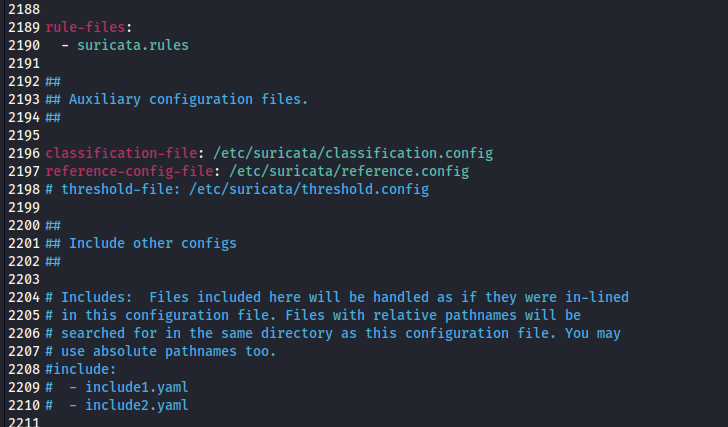 2188
2189 rule-files:
2190   - suricata.rules
2191
2192 ##
2193 ## Auxiliary configuration files.
2194 ##
2195
2196 classification-file: /etc/suricata/classification.config
2197 reference-config-file: /etc/suricata/reference.config
2198 # threshold-file: /etc/suricata/threshold.config
2199
2200 ##
2201 ## Include other configs
2202 ##
2203
2204 # Includes:  Files included here will be handled as if they were in-lined
2205 # in this configuration file. Files with relative pathnames will be
2206 # searched for in the same directory as this configuration file. You may
2207 # use absolute pathnames too.
2208 #include:
2209 #  - include1.yaml
2210 #  - include2.yaml
2211